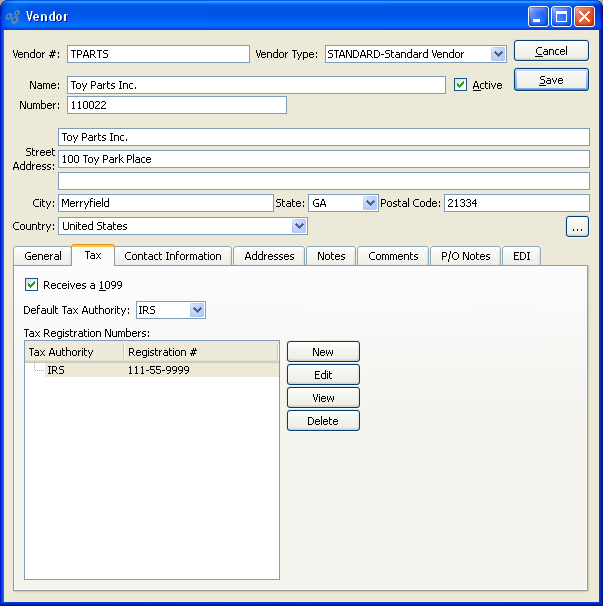 Vendor
Vendor #: TPARTS Vendor Type: STANDARD-Standard Vendor Cancel
Name: Toy Parts Inc. Active Save
Number: 110022
Toy Parts Inc.
Street Address: 100 Toy Park Place
City: Merryfield State: GA Postal Code: 21334
Country: United States ...
General Tax Contact Information Addresses Notes Comments P/O Notes EDI
Receives a 1099
Default Tax Authority: IRS
Tax Registration Numbers:
Tax Authority Registration # New
IRS 111-55-9999 Edit
View
Delete